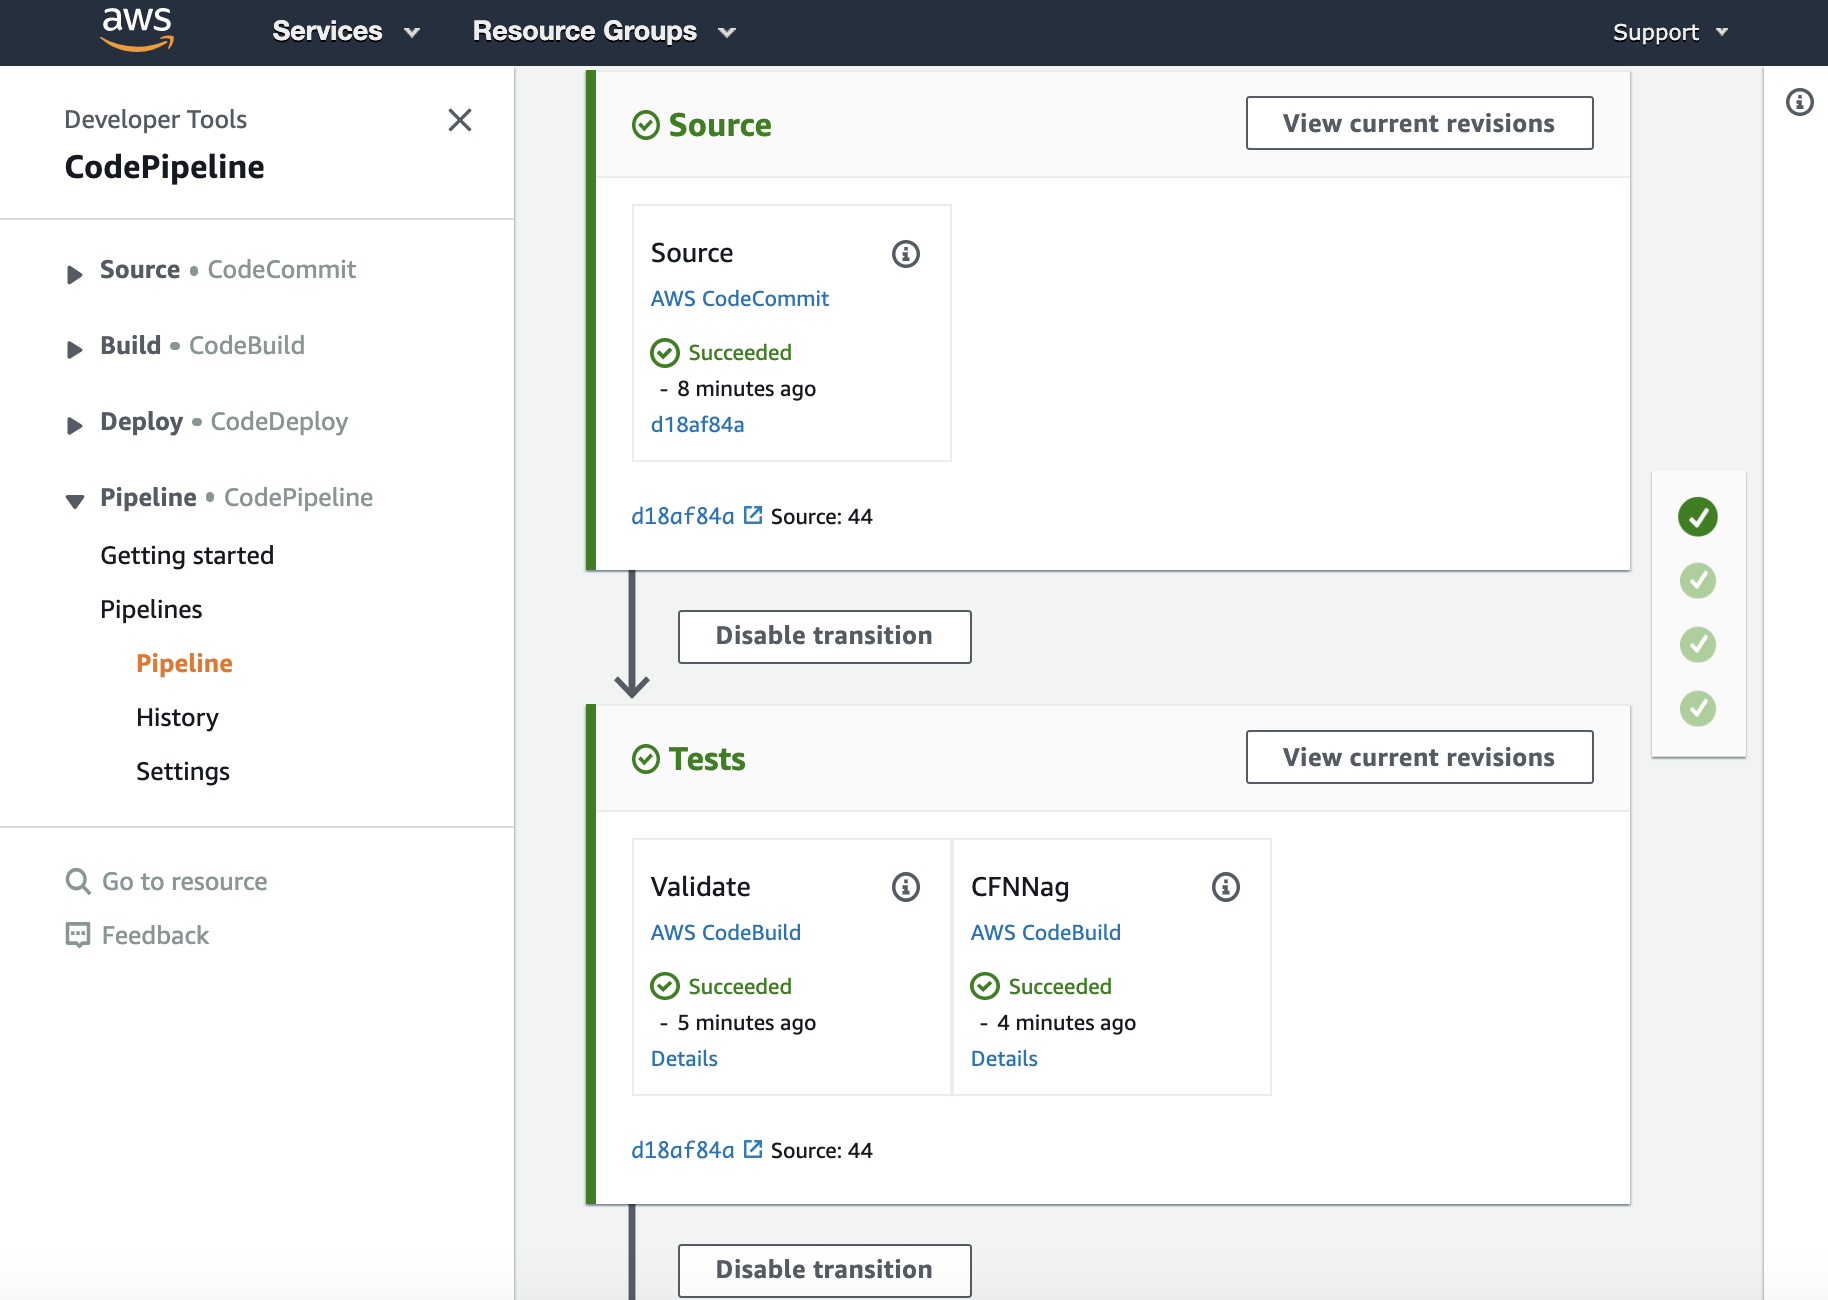 aws Services Resource Groups Support
Developer Tools
CodePipeline
Source • CodeCommit
Build • CodeBuild
Deploy • CodeDeploy
Pipeline • CodePipeline
Getting started
Pipelines
Pipeline
History
Settings
Go to resource
Feedback
Source
View current revisions
Source
AWS CodeCommit
Succeeded
- 8 minutes ago
d18af84a
d18af84a Source: 44
Disable transition
Tests
View current revisions
Validate
AWS CodeBuild
Succeeded
- 5 minutes ago
Details
CFNNag
AWS CodeBuild
Succeeded
- 4 minutes ago
Details
d18af84a Source: 44
Disable transition